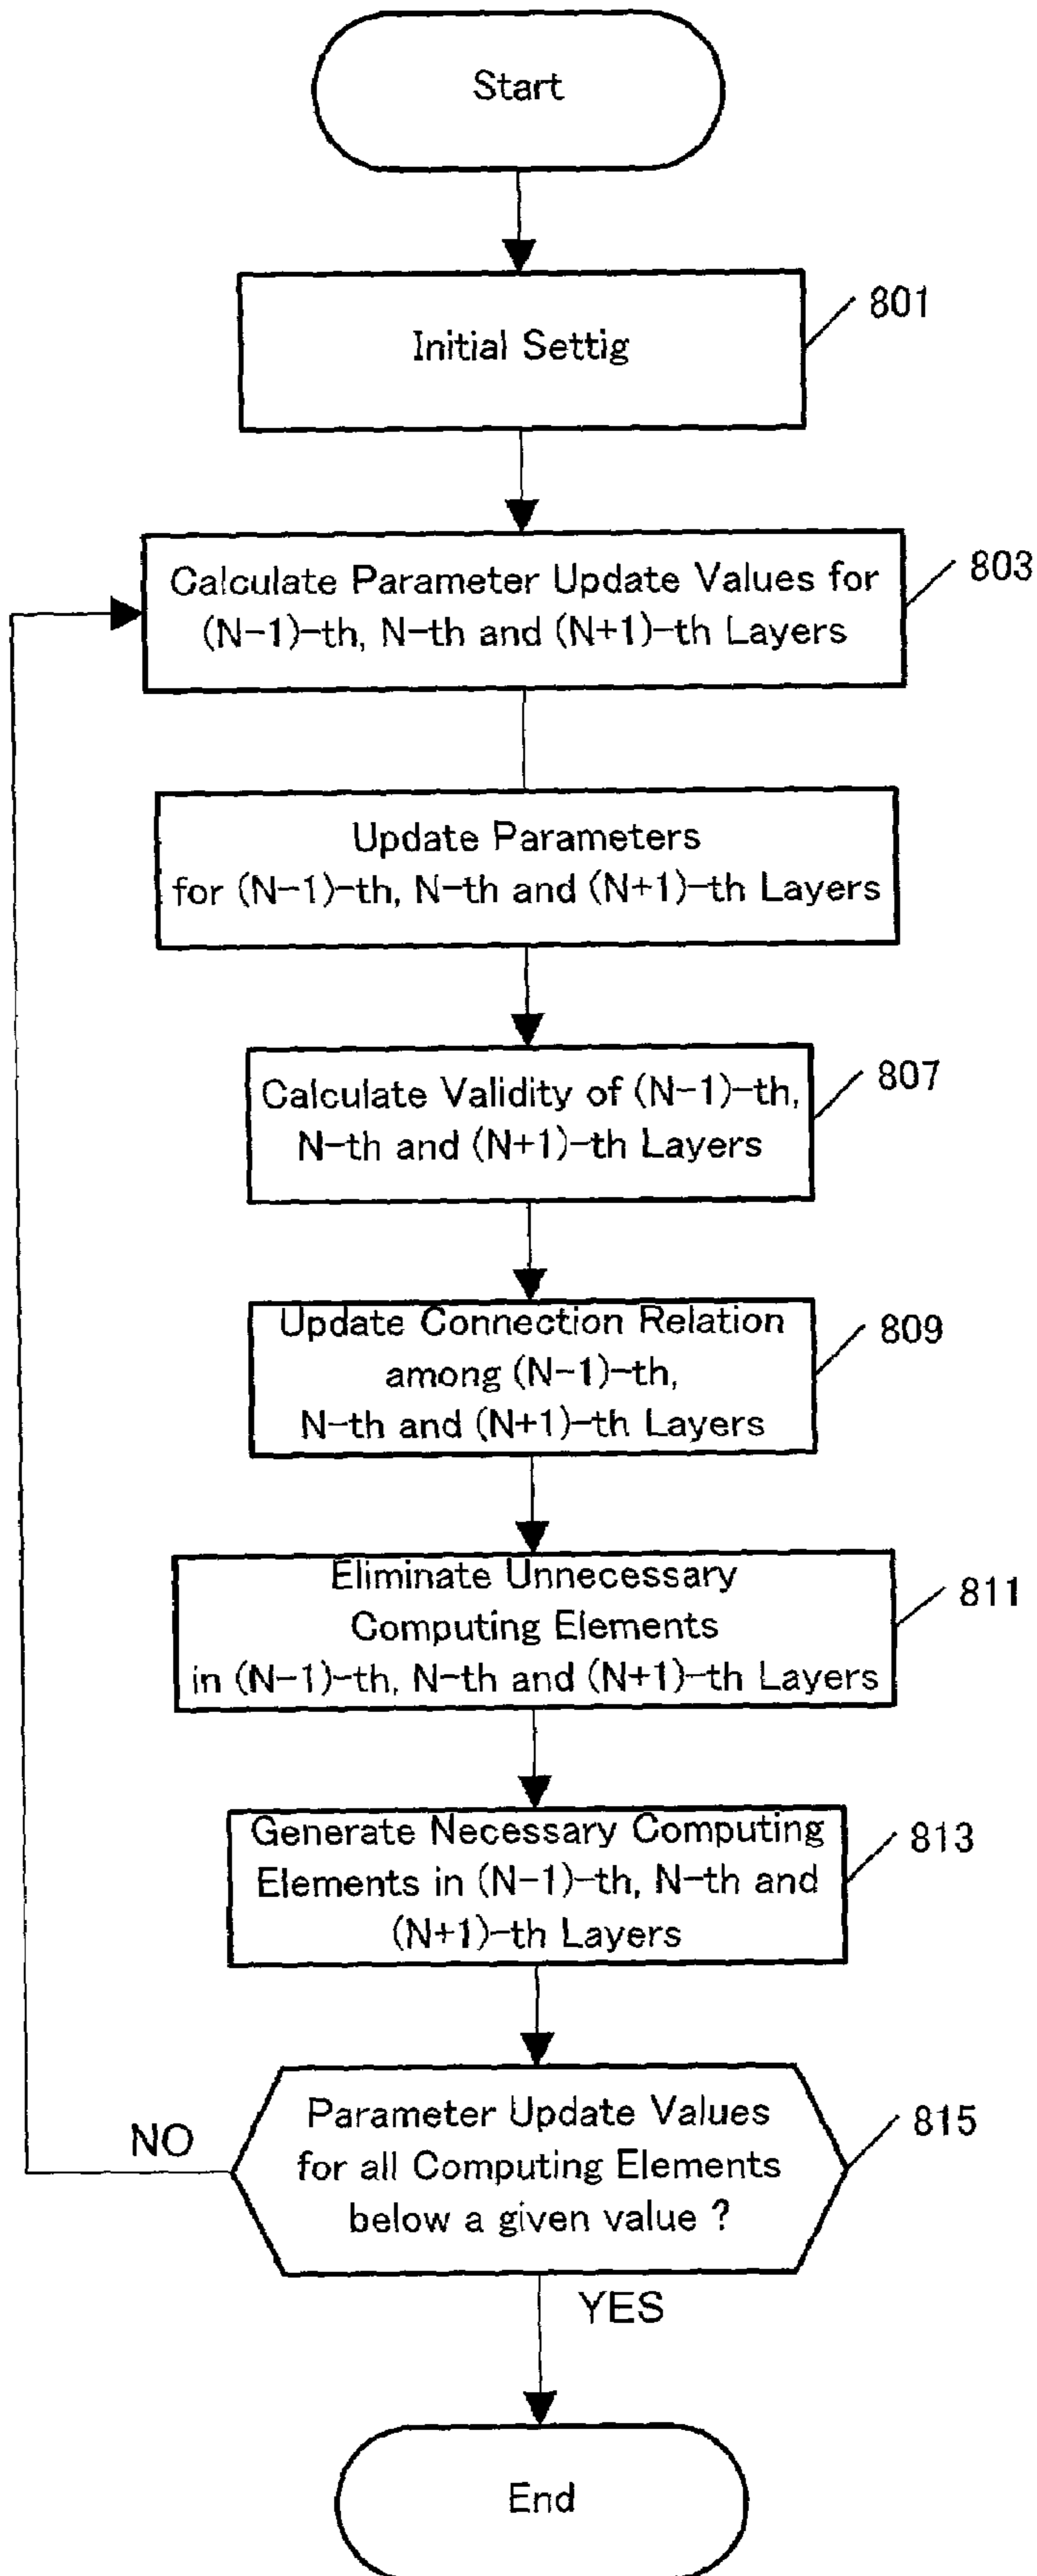 Start
Initial Settig
801
Calculate Parameter Update Values for
(N-1)-th, N-th and (N+1)-th Layers
803
Update Parameters
for (N-1)-th, N-th and (N+1)-th Layers
Calculate Validity of (N-1)-th,
N-th and (N+1)-th Layers
807
Update Connection Relation
among (N-1)-th,
N-th and (N+1)-th Layers
809
Eliminate Unnecessary
Computing Elements
in (N-1)-th, N-th and (N+1)-th Layers
811
Generate Necessary Computing
Elements in (N-1)-th, N-th and
(N+1)-th Layers
813
Parameter Update Values
for all Computing Elements
below a given value ?
815
NO
YES
End